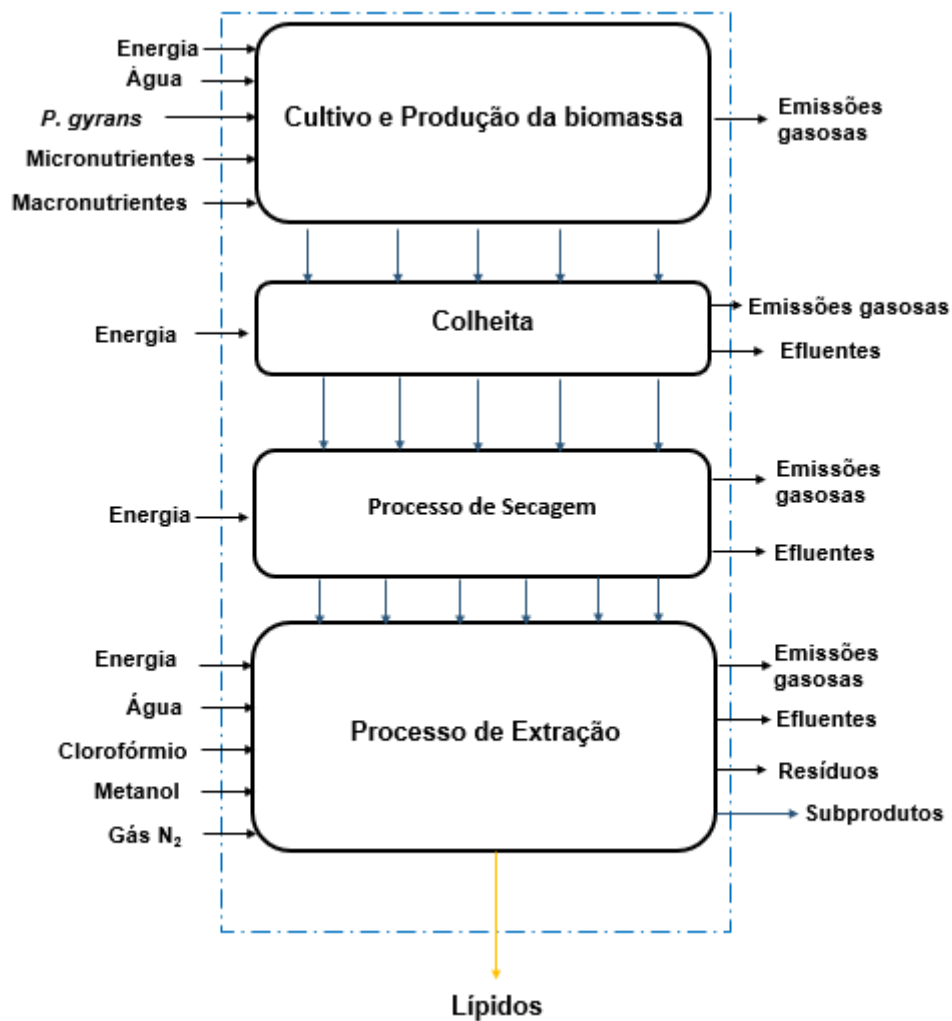 Energia
Água
P. gyrans
Micronutrientes
Macronutrientes
Cultivo e Produção da biomassa
Emissões
gasosas
Energia
Colheita
Emissões gasosas
Efluentes
Energia
Processo de Secagem
Emissões
gasosas
Efluentes
Energia
Água
Clorofórmio
Metanol
Gás N₂
Processo de Extração
Emissões
gasosas
Efluentes
Resíduos
Subprodutos
Lípidos